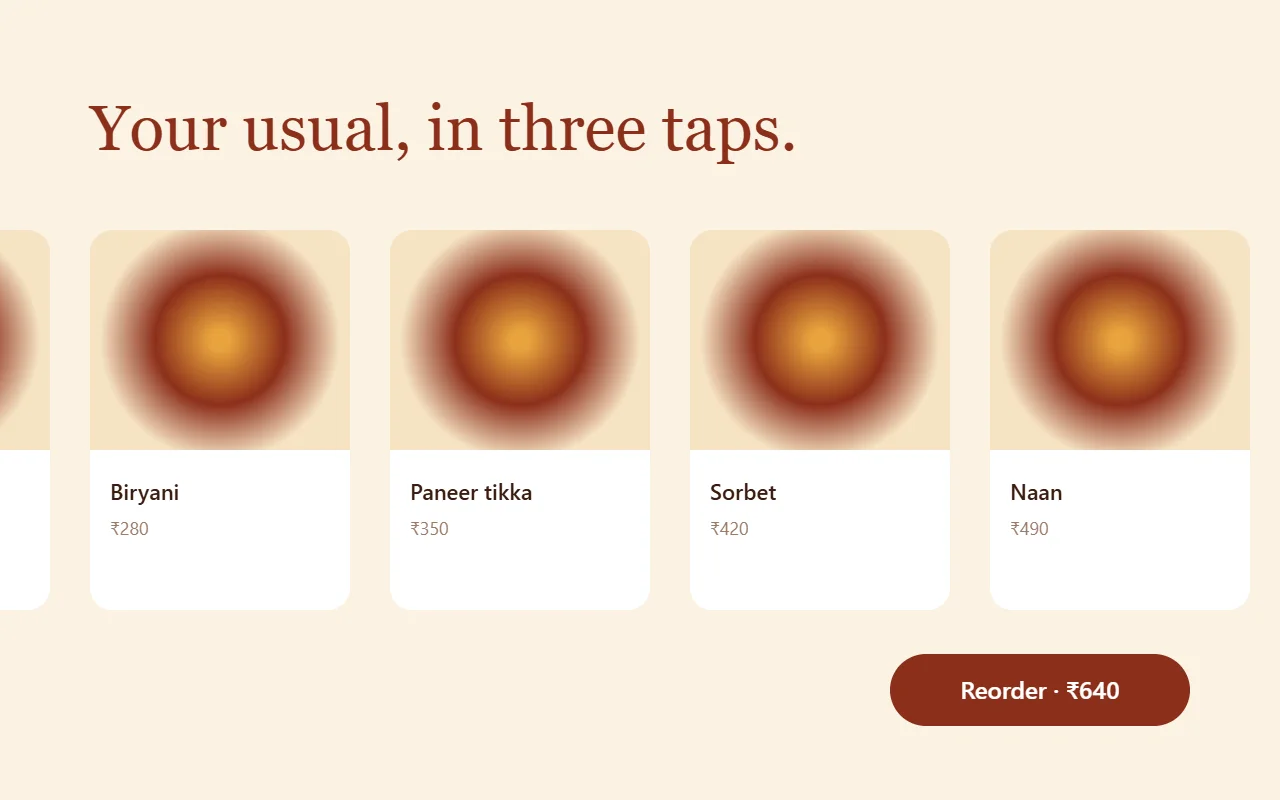 Your usual, in three taps.
Biryani
₹280
Paneer tikka
₹350
Sorbet
₹420
Naan
₹490
Reorder · ₹640